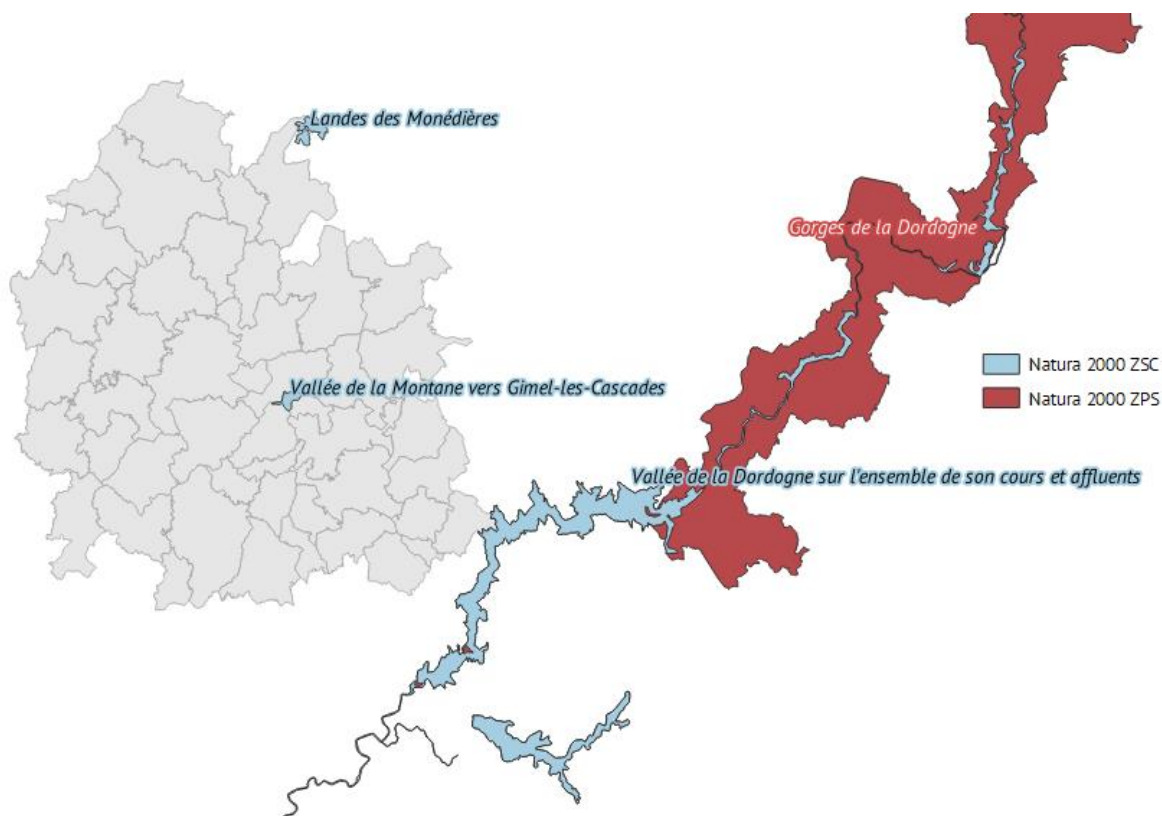 Landes des Monédières
Gorges de la Dordogne
Natura 2000 ZSC
Vallée de la Montane vers Gimel-les-Cascades
Natura 2000 ZPS
Vallée de la Dordogne sur l'ensemble de son cours et affluents